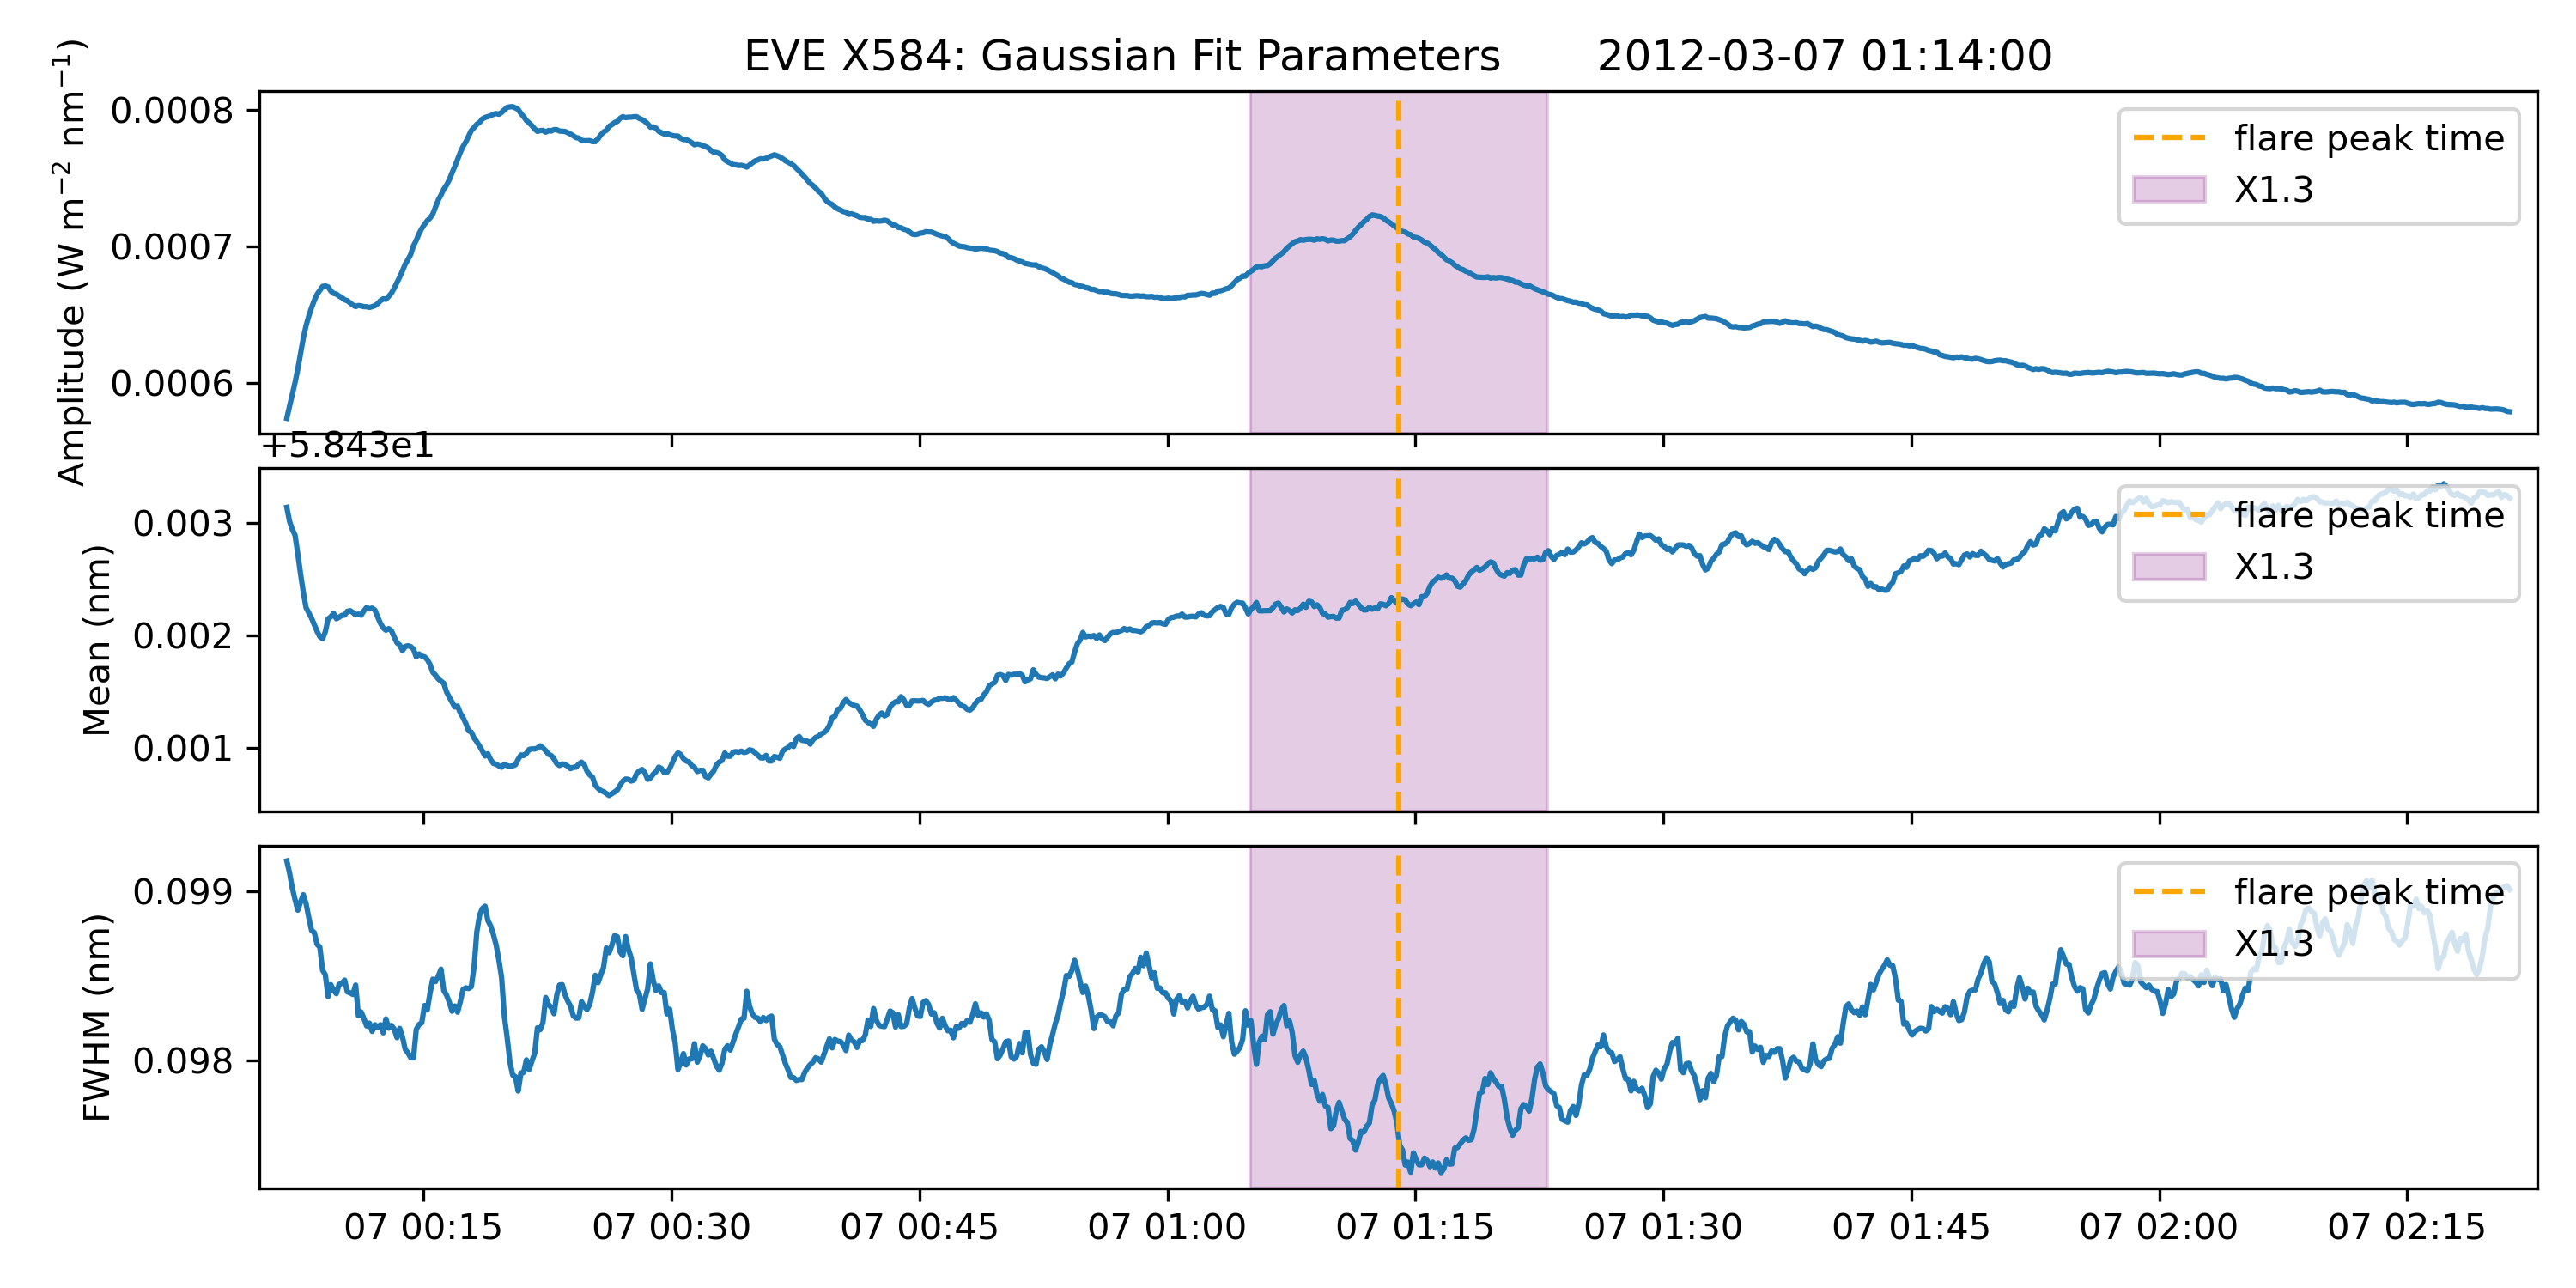 EVE X584: Gaussian Fit Parameters 2012-03-07 01:14:00
Amplitude (W m⁻² nm⁻¹)
0.0008
0.0007
0.0006
flare peak time
X1.3
+5.843e1
Mean (nm)
0.003
0.002
0.001
flare peak time
X1.3
FWHM (nm)
0.099
0.098
flare peak time
X1.3
07 00:15 07 00:30 07 00:45 07 01:00 07 01:15 07 01:30 07 01:45 07 02:00 07 02:15